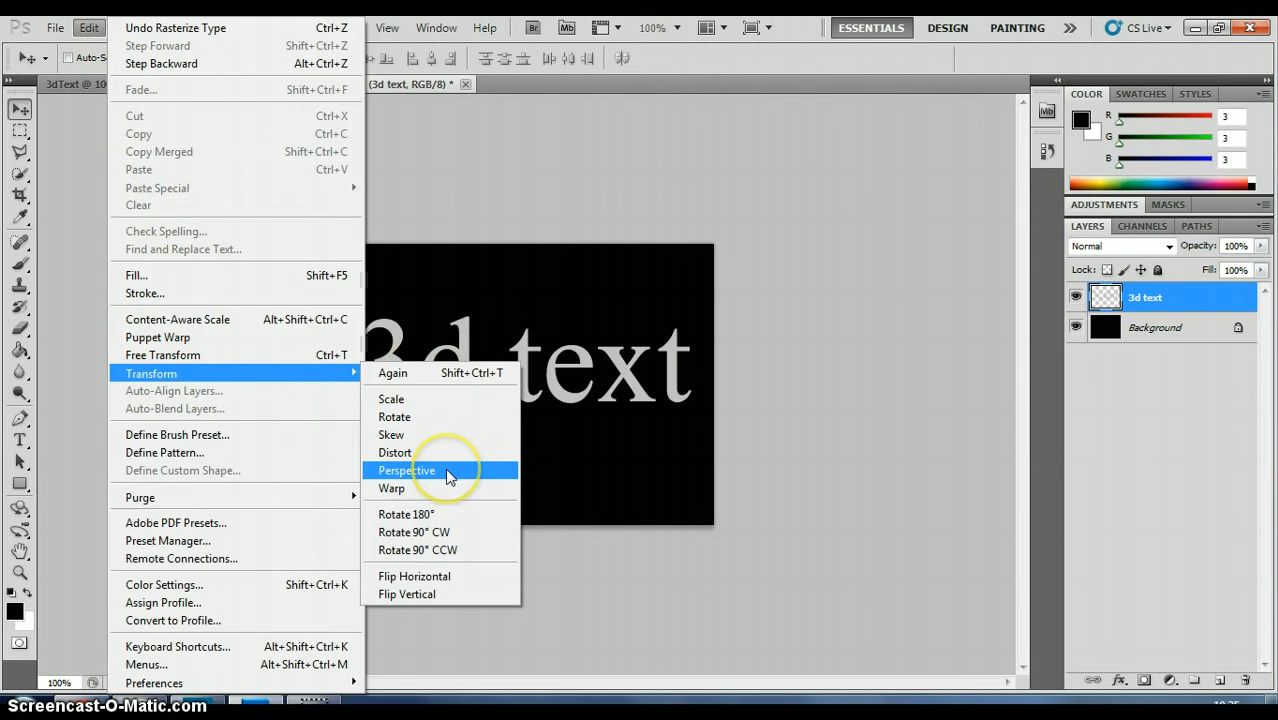 PS File Edit View Window Help Br Mb 100% ESSENTIALS DESIGN PAINTING CS Live
Auto-S
3dText @ 10
(3d text, RGB/8) *
Undo Rasterize Type Ctrl+Z
Step Forward Shift+Ctrl+Z
Step Backward Alt+Ctrl+Z
Fade... Shift+Ctrl+F
Cut Ctrl+X
Copy Ctrl+C
Copy Merged Shift+Ctrl+C
Paste Ctrl+V
Paste Special
Clear
Check Spelling...
Find and Replace Text...
Fill... Shift+F5
Stroke...
Content-Aware Scale Alt+Shift+Ctrl+C
Puppet Warp
Free Transform Ctrl+T
Transform
Auto-Align Layers...
Auto-Blend Layers...
Define Brush Preset...
Define Pattern...
Define Custom Shape...
Purge
Adobe PDF Presets...
Preset Manager...
Remote Connections...
Color Settings... Shift+Ctrl+K
Assign Profile...
Convert to Profile...
Keyboard Shortcuts... Alt+Shift+Ctrl+K
Menus... Alt+Shift+Ctrl+M
Preferences
Again Shift+Ctrl+T
Scale
Rotate
Skew
Distort
Perspective
Warp
Rotate 180°
Rotate 90° CW
Rotate 90° CCW
Flip Horizontal
Flip Vertical
3d text
Mb
COLOR SWATCHES STYLES
R 3
G 3
B 3
ADJUSTMENTS MASKS
LAYERS CHANNELS PATHS
Normal Opacity: 100%
Lock: Fill: 100%
3d text
Background
T
100%
fx
Screencast-O-Matic.com